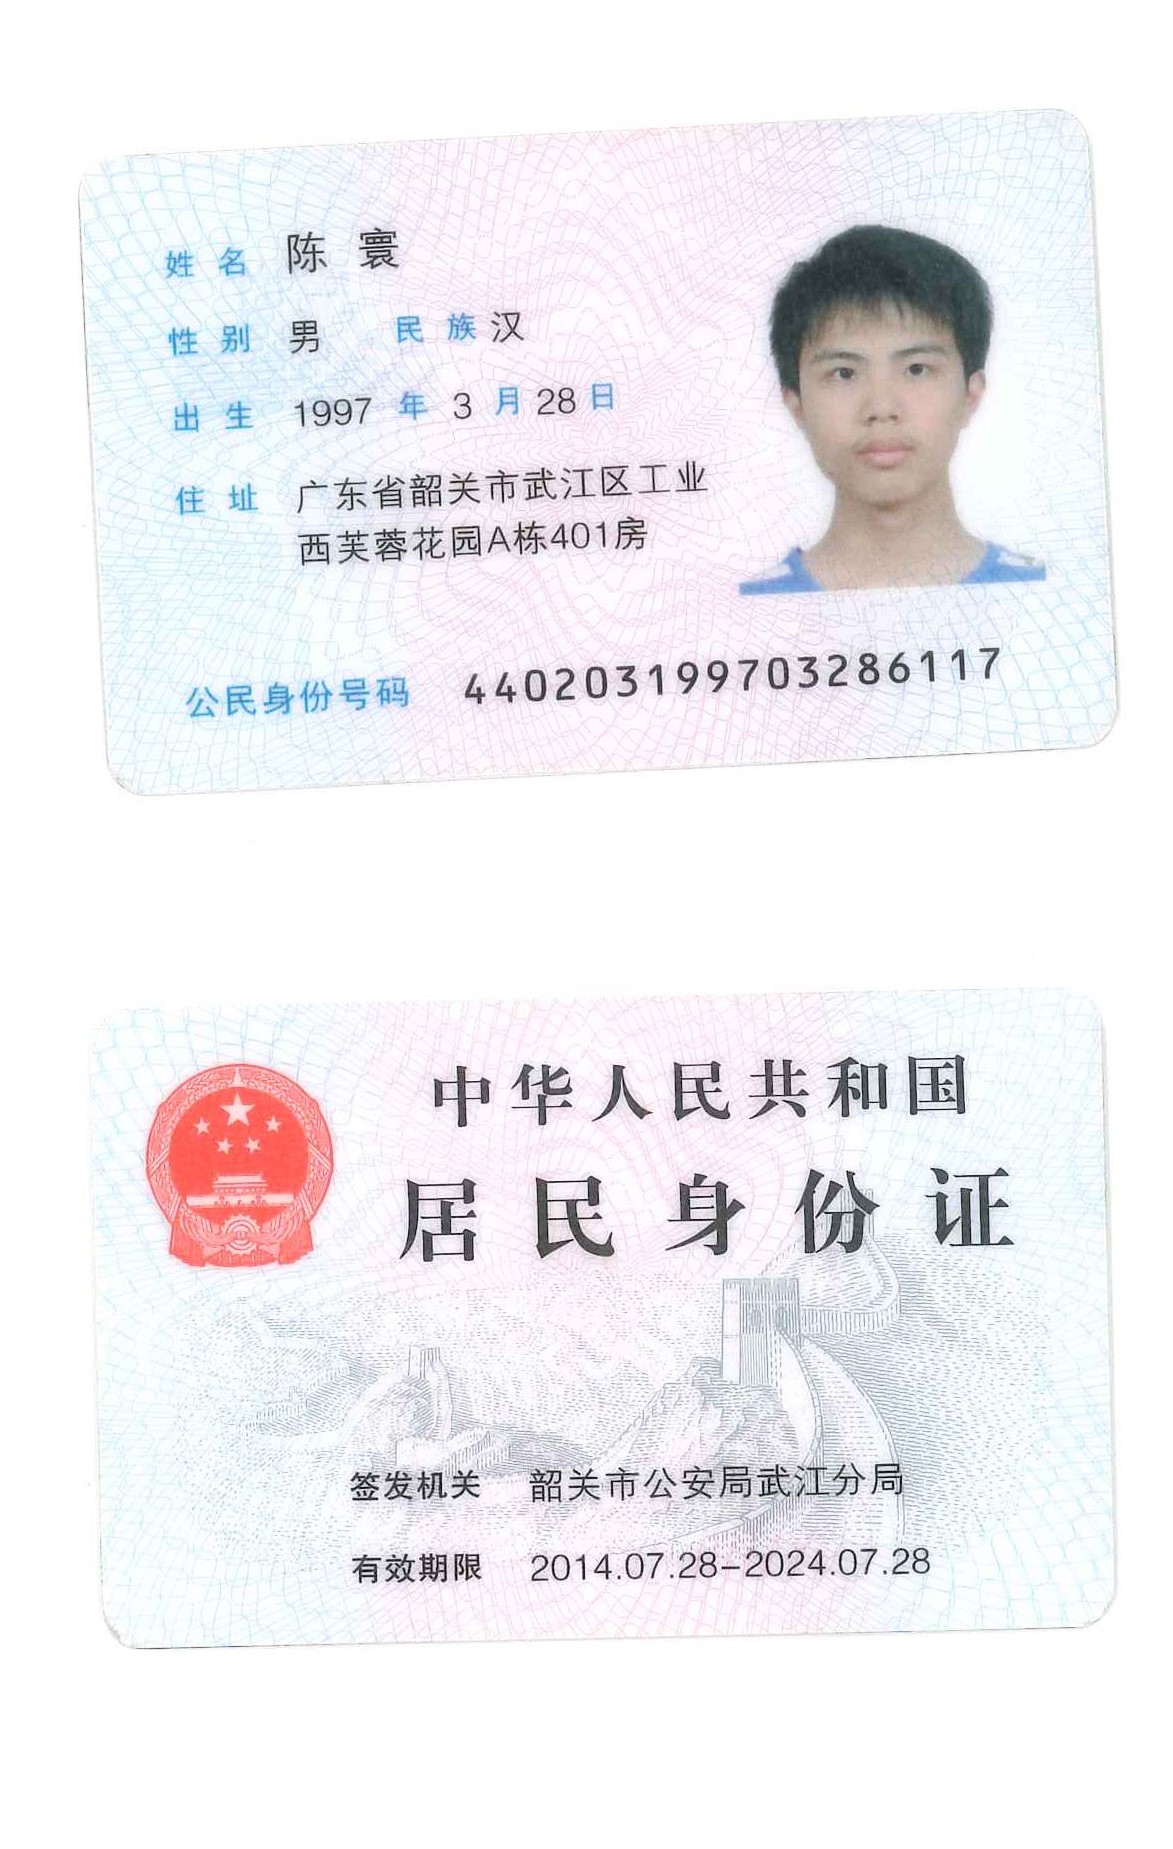 姓名 陈寰
性别 男 民族 汉
出生 1997 年 3 月 28 日
住址 广东省韶关市武江区工业
西芙蓉花园A栋401房
公民身份号码 440203199703286117
中华人民共和国
居民身份证
签发机关 韶关市公安局武江分局
有效期限 2014.07.28-2024.07.28